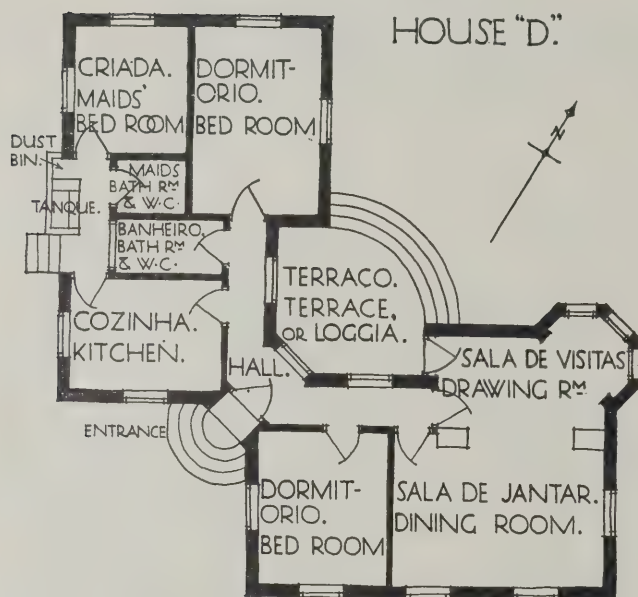 HOUSE "D."
CRIADA.
MAIDS'
BED ROOM
DORMIT-
ORIO.
BED ROOM
DUST
BIN.
TANQUE.
MAIDS
BATH RM
& W.C.
BANHEIRO.
BATH RM
& W.C.
N
TERRACO.
TERRACE,
OR LOGGIA.
COZINHA.
KITCHEN.
HALL.
SALA DE VISITAS
DRAWING RM
ENTRANCE
DORMIT-
ORIO.
BED ROOM
SALA DE JANTAR.
DINING ROOM.